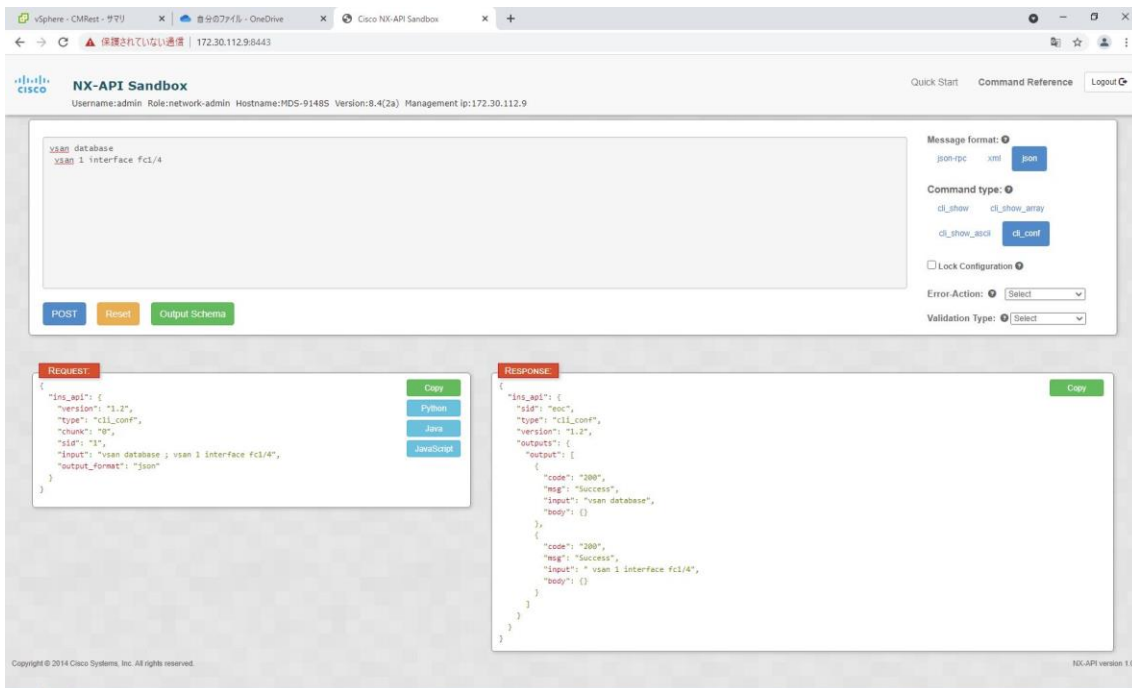 vSphere - CMRest - サマリ
自分のファイル - OneDrive
Cisco NX-API Sandbox
保護されていない通信 | 172.30.112.9:8443
CISCO
NX-API Sandbox
Quick Start
Command Reference
Logout
Username:admin Role:network-admin Hostname:MDS-9148S Version:8.4(2a) Management ip:172.30.112.9
vsan database
vsan 1 interface fc1/4
Message format:
json-rpc xml json
Command type:
cli_show cli_show_array
cli_show_ascii cli_conf
Lock Configuration
Error-Action: Select
Validation Type: Select
POST Reset Output Schema
REQUEST:
{
"ins_api": {
"version": "1.2",
"type": "cli_conf",
"chunk": "0",
"sid": "1",
"input": "vsan database ; vsan 1 interface fc1/4",
"output_format": "json"
}
}
Copy
Python
Java
JavaScript
RESPONSE:
{
"ins_api": {
"sid": "eoc",
"type": "cli_conf",
"version": "1.2",
"outputs": {
"output": [
{
"code": "200",
"msg": "Success",
"input": "vsan database",
"body": {}
},
{
"code": "200",
"msg": "Success",
"input": " vsan 1 interface fc1/4",
"body": {}
}
]
}
}
}
Copy
Copyright © 2014 Cisco Systems, Inc. All rights reserved.
NX-API version 1.